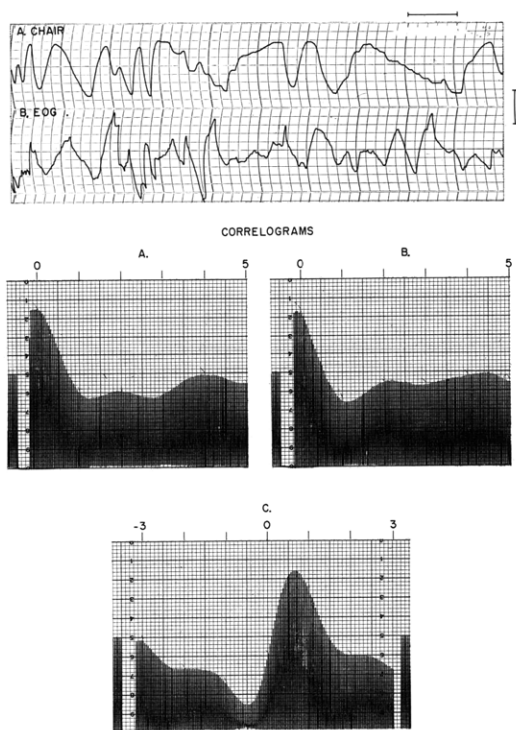 A. CHAIR
B. EOG
CORRELOGRAMS
A. B.
0 5 0 5
C.
-3 0 3